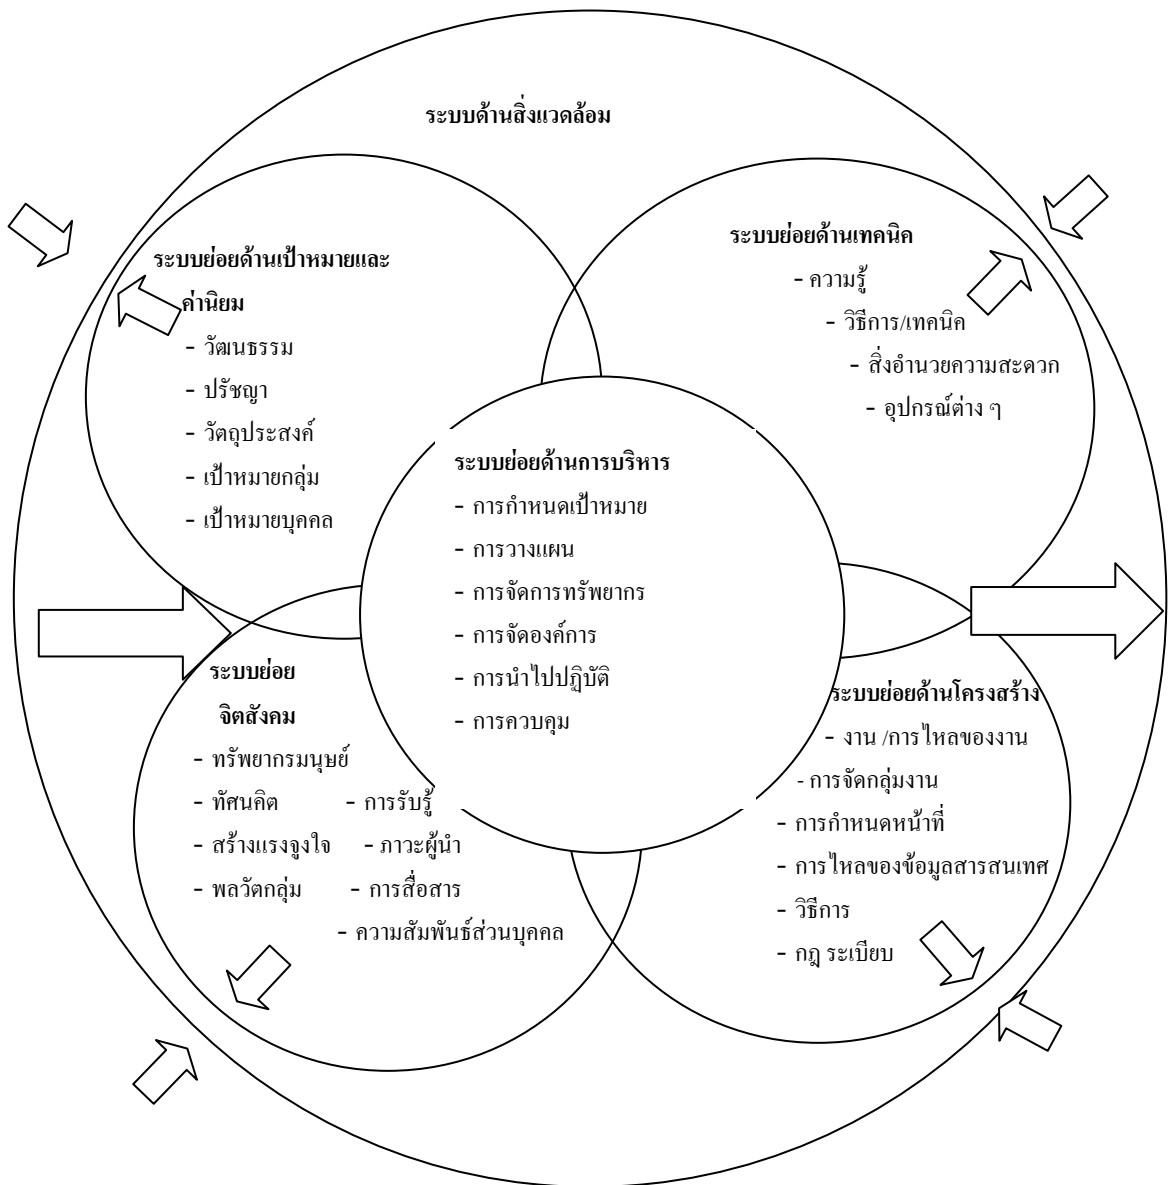 ระบบด้านสิ่งแวดล้อม
ระบบย่อยด้านเป้าหมายและ
ค่านิยม
- วัฒนธรรม
- ปรัชญา
- วัตถุประสงค์
- เป้าหมายกลุ่ม
- เป้าหมายบุคคล
ระบบย่อยด้านเทคนิค
- ความรู้
- วิธีการ/เทคนิค
- สิ่งอำนวยความสะดวก
- อุปกรณ์ต่าง ๆ
ระบบย่อยด้านการบริหาร
- การกำหนดเป้าหมาย
- การวางแผน
- การจัดการทรัพยากร
- การจัดองค์การ
- การนำไปปฏิบัติ
- การควบคุม
ระบบย่อย
จิตสังคม
- ทรัพยากรมนุษย์
- ทัศนคิต - การรับรู้
- สร้างแรงจูงใจ - ภาวะผู้นำ
- พลวัตกลุ่ม - การสื่อสาร
- ความสัมพันธ์ส่วนบุคคล
ระบบย่อยด้านโครงสร้าง
- งาน /การไหลของงาน
- การจัดกลุ่มงาน
- การกำหนดหน้าที่
- การไหลของข้อมูลสารสนเทศ
- วิธีการ
- กฎ ระเบียบ